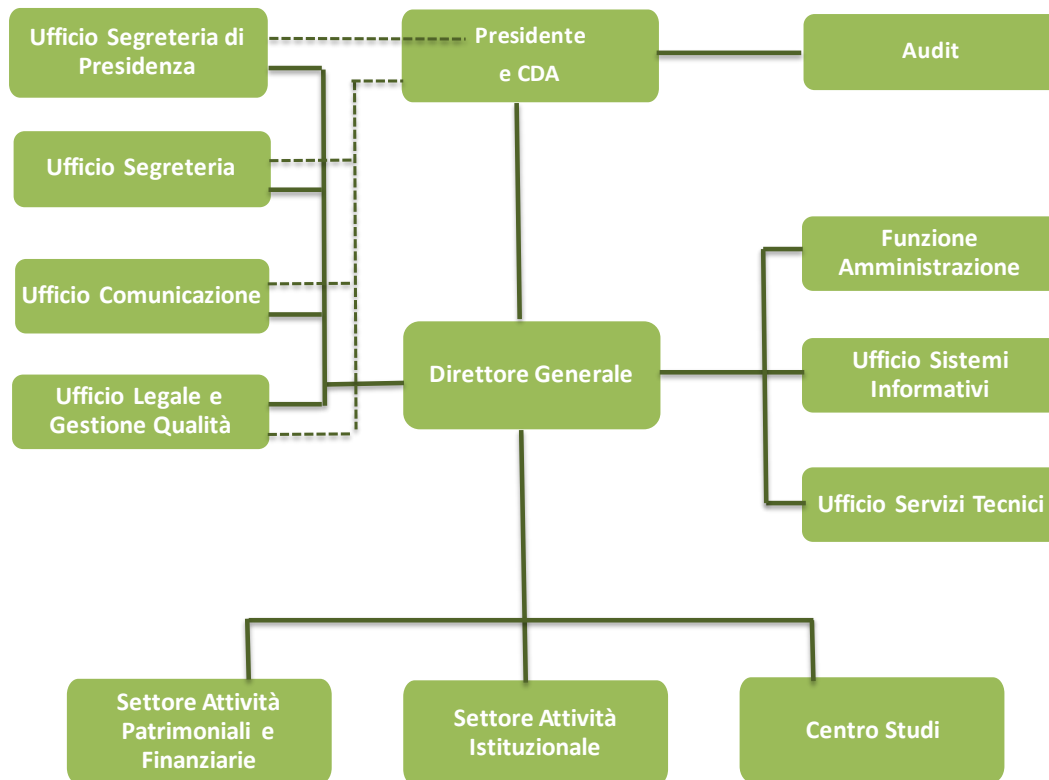 Ufficio Segreteria di
Presidenza
Presidente
e CDA
Audit
Ufficio Segreteria
Funzione
Amministrazione
Ufficio Comunicazione
Direttore Generale
Ufficio Sistemi
Informativi
Ufficio Legale e
Gestione Qualità
Ufficio Servizi Tecnici
Settore Attività
Patrimoniali e
Finanziarie
Settore Attività
Istituzionale
Centro Studi